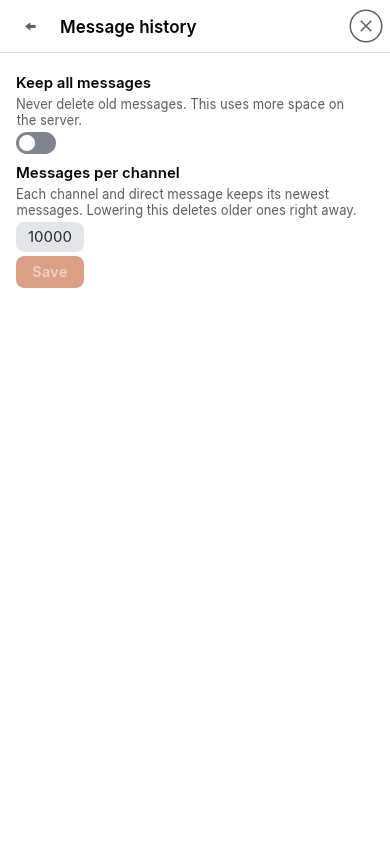 Message history
Keep all messages
Never delete old messages. This uses more space on
the server.
Messages per channel
Each channel and direct message keeps its newest
messages. Lowering this deletes older ones right away.
10000
Save